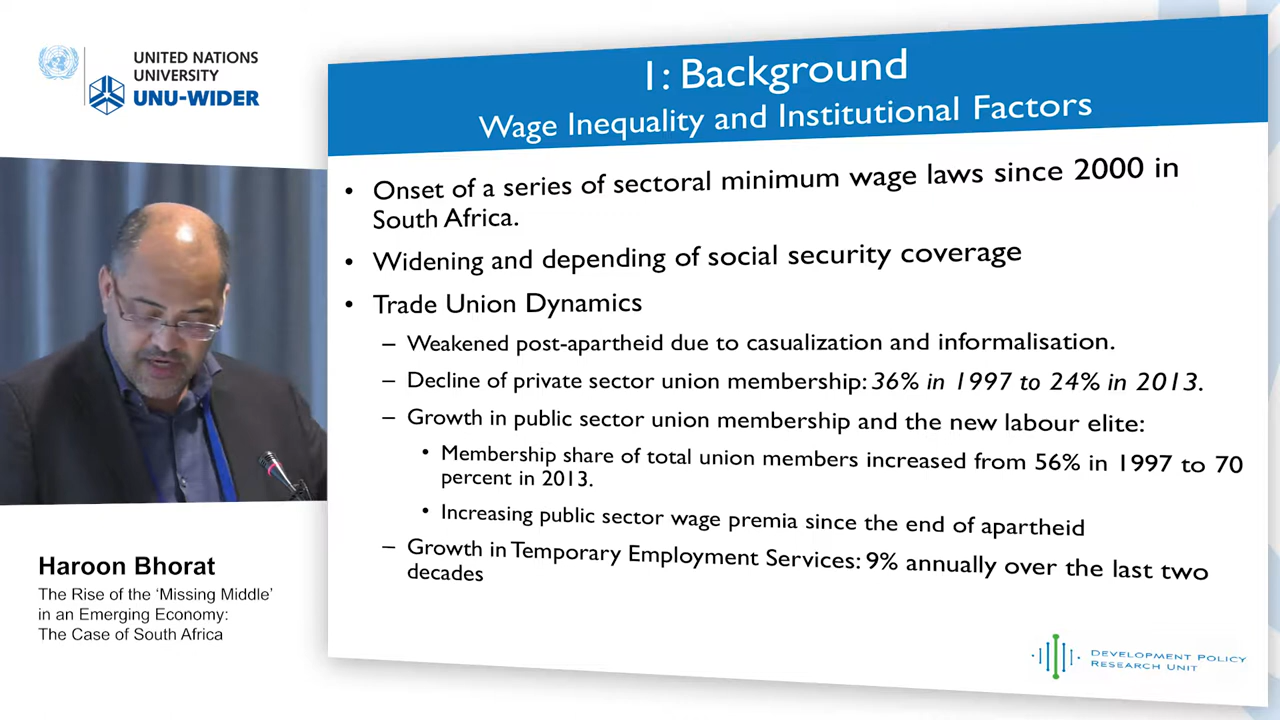 UNITED NATIONS
UNIVERSITY
UNU-WIDER
1: Background
Wage Inequality and Institutional Factors
• Onset of a series of sectoral minimum wage laws since 2000 in
South Africa.
• Widening and depending of social security coverage
• Trade Union Dynamics
– Weakened post-apartheid due to casualization and informalisation.
– Decline of private sector union membership: 36% in 1997 to 24% in 2013.
– Growth in public sector union membership and the new labour elite:
• Membership share of total union members increased from 56% in 1997 to 70
percent in 2013.
• Increasing public sector wage premia since the end of apartheid
– Growth in Temporary Employment Services: 9% annually over the last two
decades
Haroon Bhorat
The Rise of the ‘Missing Middle’
in an Emerging Economy:
The Case of South Africa
DEVELOPMENT POLICY
RESEARCH UNIT